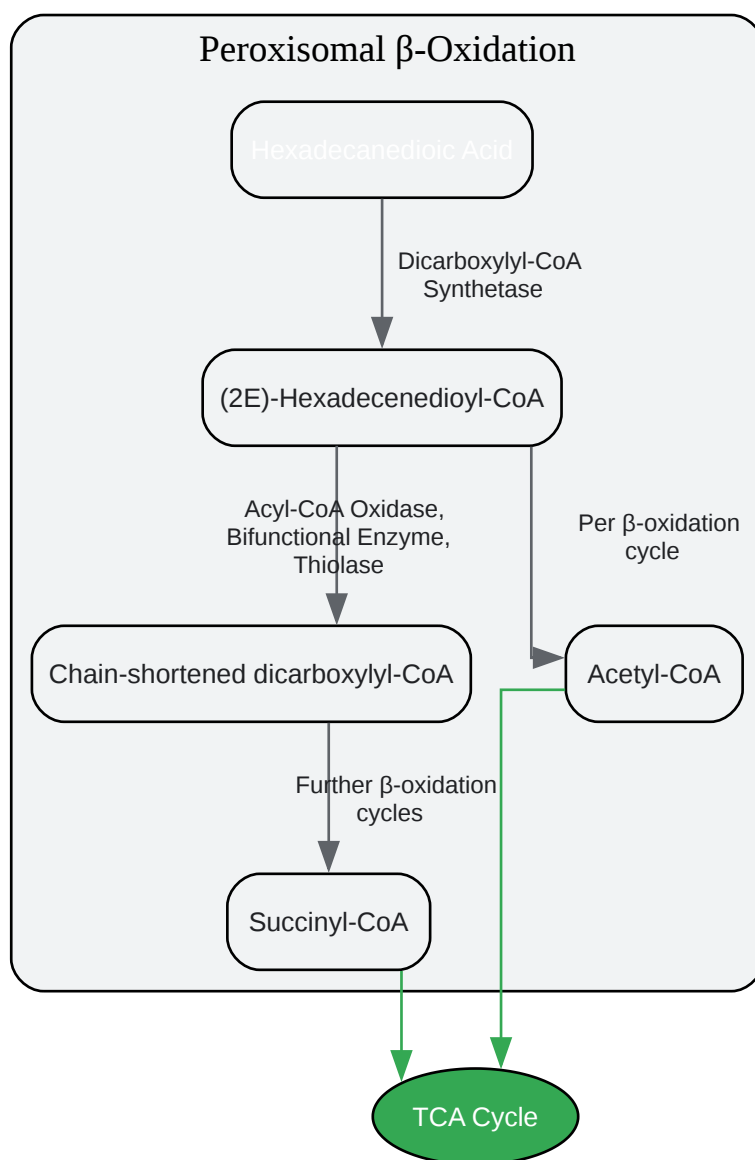 Peroxisomal β-Oxidation
Hexadecanedioic Acid
Dicarboxylyl-CoA
Synthetase
(2E)-Hexadecenedioyl-CoA
Acyl-CoA Oxidase,
Bifunctional Enzyme,
Thiolase
Per β-oxidation
cycle
Chain-shortened dicarboxylyl-CoA
Acetyl-CoA
Further β-oxidation
cycles
Succinyl-CoA
TCA Cycle